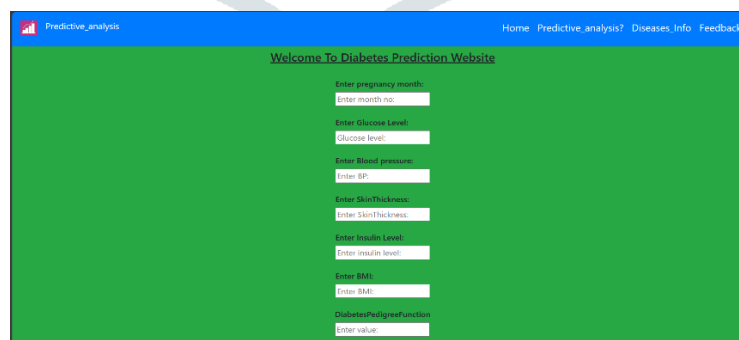 Predictive_analysis
Home Predictive_analysis? Diseases_Info Feedback
Welcome To Diabetes Prediction Website
Enter pregnancy month:
Enter month no:
Enter Glucose Level:
Glucose level:
Enter Blood pressure:
Enter BP:
Enter SkinThickness:
Enter SkinThickness:
Enter Insulin Level:
Enter insulin level:
Enter BMI:
Enter BMI:
DiabetesPedigreeFunction
Enter value: